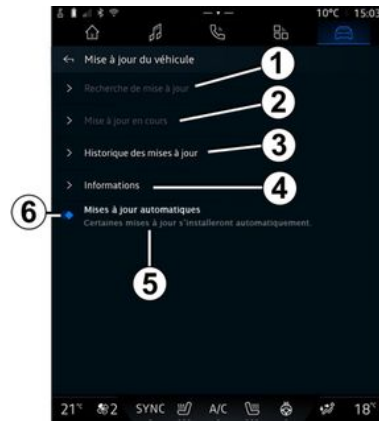 10°C 15:03
Mise à jour du véhicule
1
Recherche de mise à jour
2
Mise à jour en cours
3
Historique des mises à jour
Informations
4
6
Mises à jour automatiques
Certaines mises à jour s'installeront automatiquement.
5
21° 2 SYNC A/C 18°